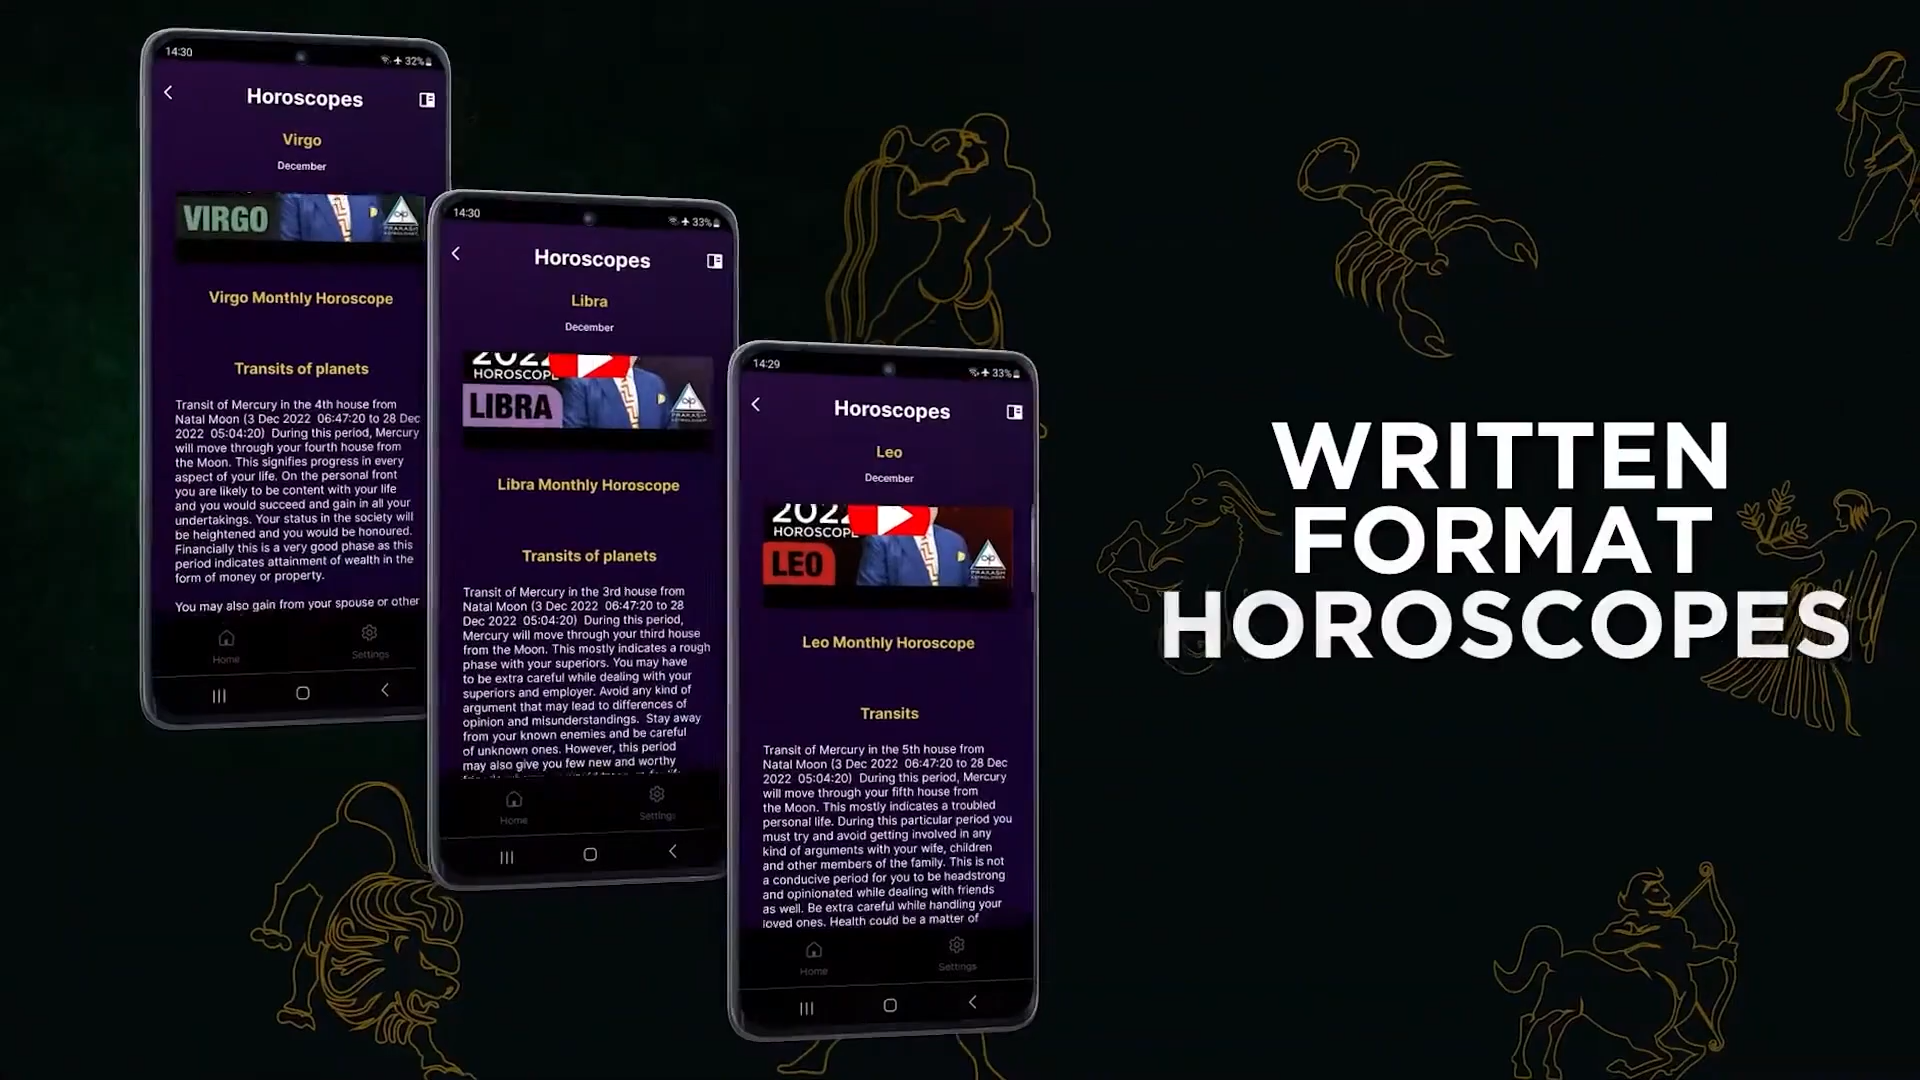 14:30
32%
Horoscopes
Virgo
December
VIRGO
PRAKASH
Virgo Monthly Horoscope
Transits of planets
Transit of Mercury in the 4th house from
Natal Moon (3 Dec 2022 06:47:20 to 28 Dec
2022 05:04:20) During this period, Mercury
will move through your fourth house from
the Moon. This signifies progress in every
aspect of your life. On the personal front
you are likely to be content with your life
and you would succeed and gain in all your
undertakings. Your status in the society will
be heightened and you would be honoured.
Financially this is a very good phase as this
period indicates attainment of wealth in the
form of money or property.
You may also gain from your spouse or other
Home
Settings
14:30
33%
Horoscopes
Libra
December
2022
HOROSCOPE
LIBRA
PRAKASH
Libra Monthly Horoscope
Transits of planets
Transit of Mercury in the 3rd house from
Natal Moon (3 Dec 2022 06:47:20 to 28
Dec 2022 05:04:20) During this period,
Mercury will move through your third house
from the Moon. This mostly indicates a rough
phase with your superiors. You may have
to be extra careful while dealing with your
superiors and employer. Avoid any kind of
argument that may lead to differences of
opinion and misunderstandings. Stay away
from your known enemies and be careful
of unknown ones. However, this period
may also give you few new and worthy
Home
Settings
14:29
33%
Horoscopes
Leo
December
2022
HOROSCOPE
LEO
PRAKASH
Leo Monthly Horoscope
Transits
Transit of Mercury in the 5th house from
Natal Moon (3 Dec 2022 06:47:20 to 28 Dec
2022 05:04:20) During this period, Mercury
will move through your fifth house from
the Moon. This mostly indicates a troubled
personal life. During this particular period you
must try and avoid getting involved in any
kind of arguments with your wife, children
and other members of the family. This is not
a conducive period for you to be headstrong
and opinionated while dealing with friends
as well. Be extra careful while handling your
loved ones. Health could be a matter of
Home
Settings
WRITTEN
FORMAT
HOROSCOPES